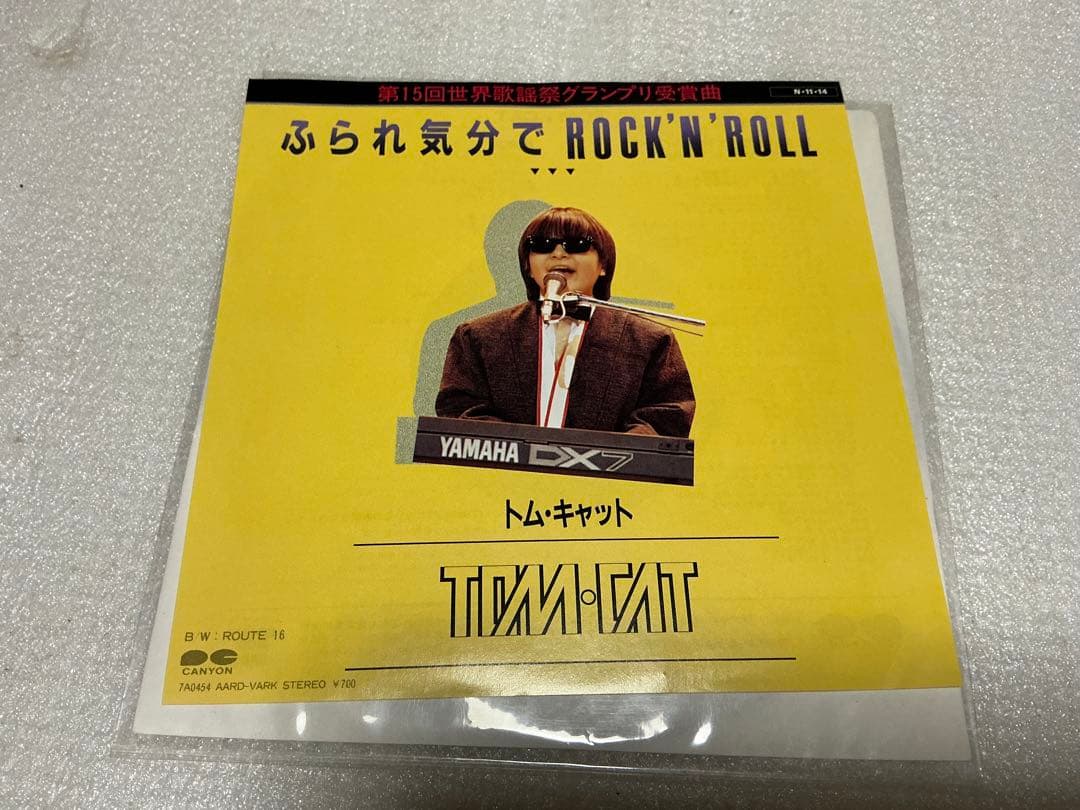 第15回世界歌謡祭グランプリ受賞曲
N・11・14
ふられ気分で ROCK'N'ROLL
YAMAHA DX7
トム・キャット
TOM・CAT
B/W : ROUTE 16
CANYON
7A0454 AARD-VARK STEREO ¥700